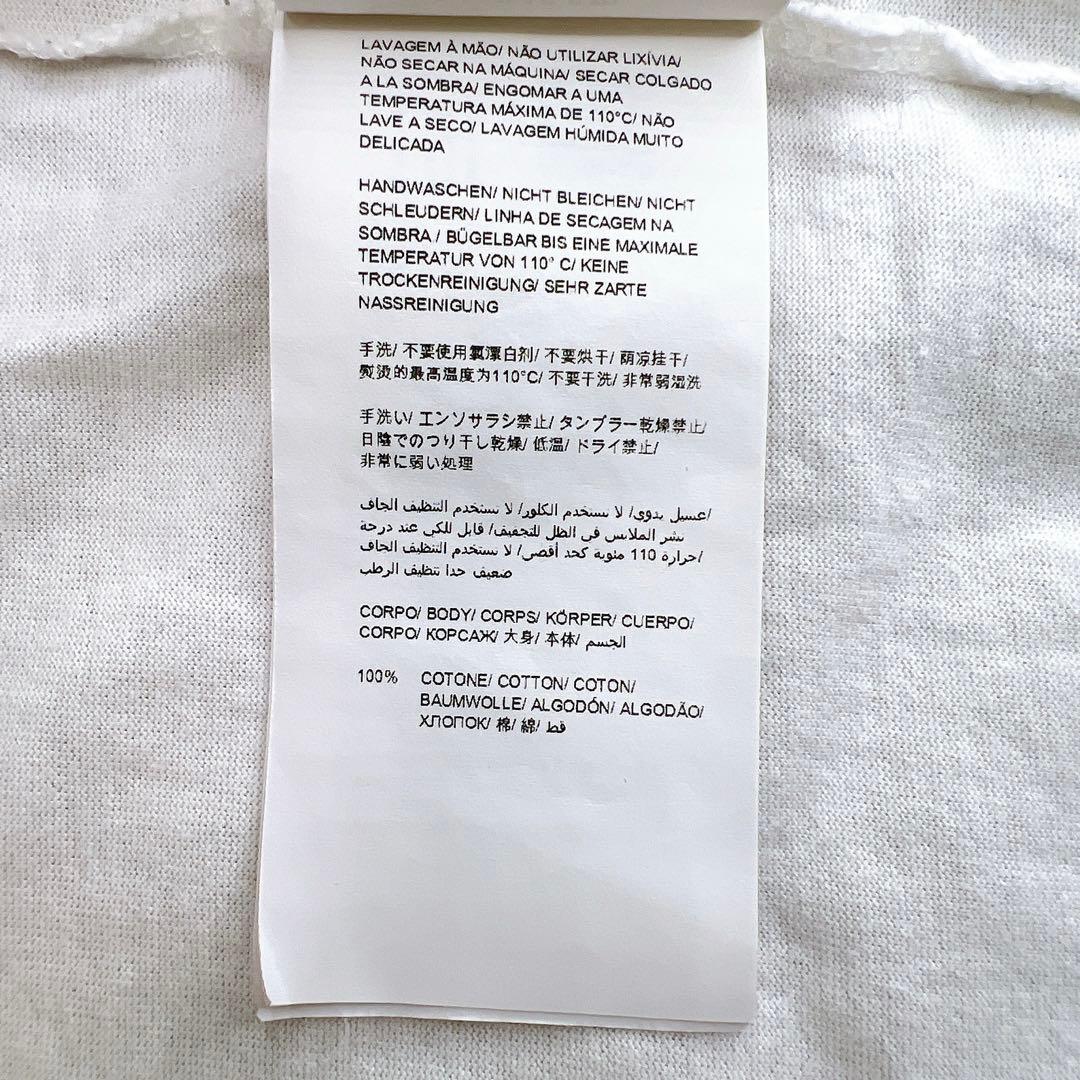 LAVAGEM À MÃO/ NÃO UTILIZAR LIXÍVIA/
NÃO SECAR NA MÁQUINA/ SECAR COLGADO
A LA SOMBRA/ ENGOMAR A UMA
TEMPERATURA MÁXIMA DE 110°C/ NÃO
LAVE A SECO/ LAVAGEM HÚMIDA MUITO
DELICADA
HANDWASCHEN/ NICHT BLEICHEN/ NICHT
SCHLEUDERN/ LINHA DE SECAGEM NA
SOMBRA / BÜGELBAR BIS EINE MAXIMALE
TEMPERATUR VON 110° C/ KEINE
TROCKENREINIGUNG/ SEHR ZARTE
NASSREINIGUNG
手洗/ 不要使用氯漂白剂/ 不要烘干/ 荫凉挂干/
熨烫的最高温度为110°C/ 不要干洗/ 非常弱湿洗
手洗い/ エンソサラシ禁止/ タンブラー乾燥禁止/
日陰でのつり干し乾燥/ 低温/ ドライ禁止/
非常に弱い処理
/غسيل يدوي/ لا تستخدم الكلور/ لا تستخدم التنظيف الجاف
نشر الملابس في الظل للتجفيف/ قابل للكي عند درجة
/حرارة 110 مئوية كحد أقصى/ لا تستخدم التنظيف الجاف
ضعيف جدا تنظيف الرطب
CORPO/ BODY/ CORPS/ KÖRPER/ CUERPO/
CORPO/ КОРСАЖ/ 大身/ 本体/ الجسم
100% COTONE/ COTTON/ COTON/
BAUMWOLLE/ ALGODÓN/ ALGODÃO/
ХЛОПОК/ 棉/ 綿/ قط